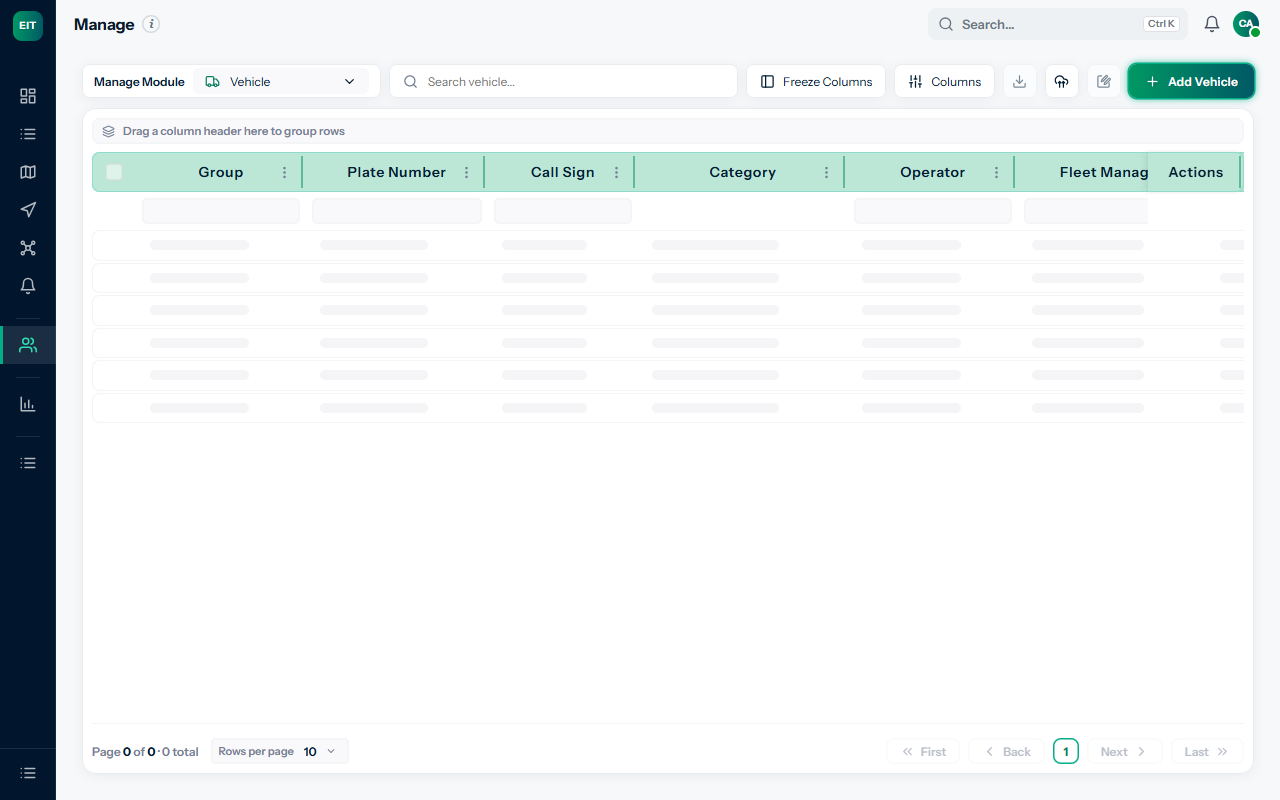 EIT
Manage
Search...
Ctrl K
CA
Manage Module
Vehicle
Search vehicle...
Freeze Columns
Columns
Add Vehicle
Drag a column header here to group rows
Group
Plate Number
Call Sign
Category
Operator
Fleet Manag
Actions
Page 0 of 0 · 0 total
Rows per page 10
First
Back
1
Next
Last